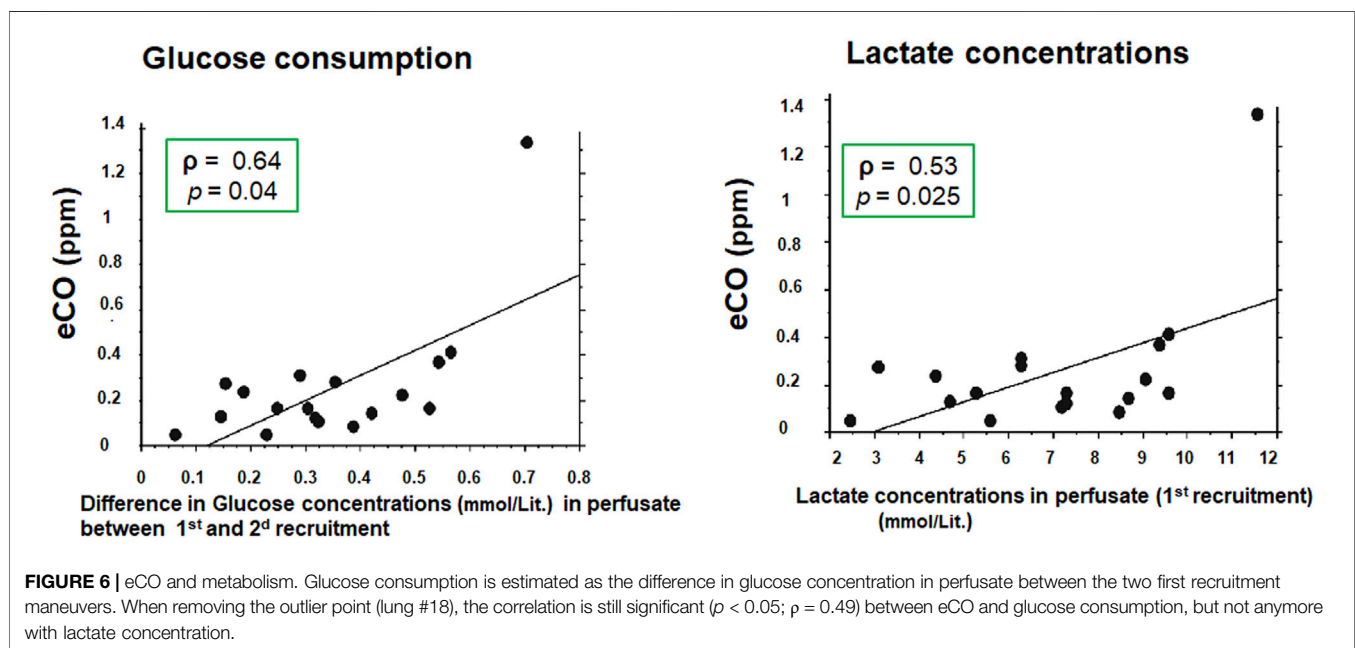 Glucose consumption
ρ = 0.64
p = 0.04
eCO (ppm)
1.4
1.2
1
0.8
0.6
0.4
0.2
0
0 0.1 0.2 0.3 0.4 0.5 0.6 0.7 0.8
Difference in Glucose concentrations (mmol/Lit.) in perfusate
between 1st and 2d recruitment
Lactate concentrations
ρ = 0.53
p = 0.025
eCO (ppm)
1.4
1.2
1
0.8
0.6
0.4
0.2
0
2 3 4 5 6 7 8 9 10 11 12
Lactate concentrations in perfusate (1st recruitment)
(mmol/Lit.)
FIGURE 6 | eCO and metabolism. Glucose consumption is estimated as the difference in glucose concentration in perfusate between the two first recruitment
maneuvers. When removing the outlier point (lung #18), the correlation is still significant (p < 0.05; ρ = 0.49) between eCO and glucose consumption, but not anymore
with lactate concentration.